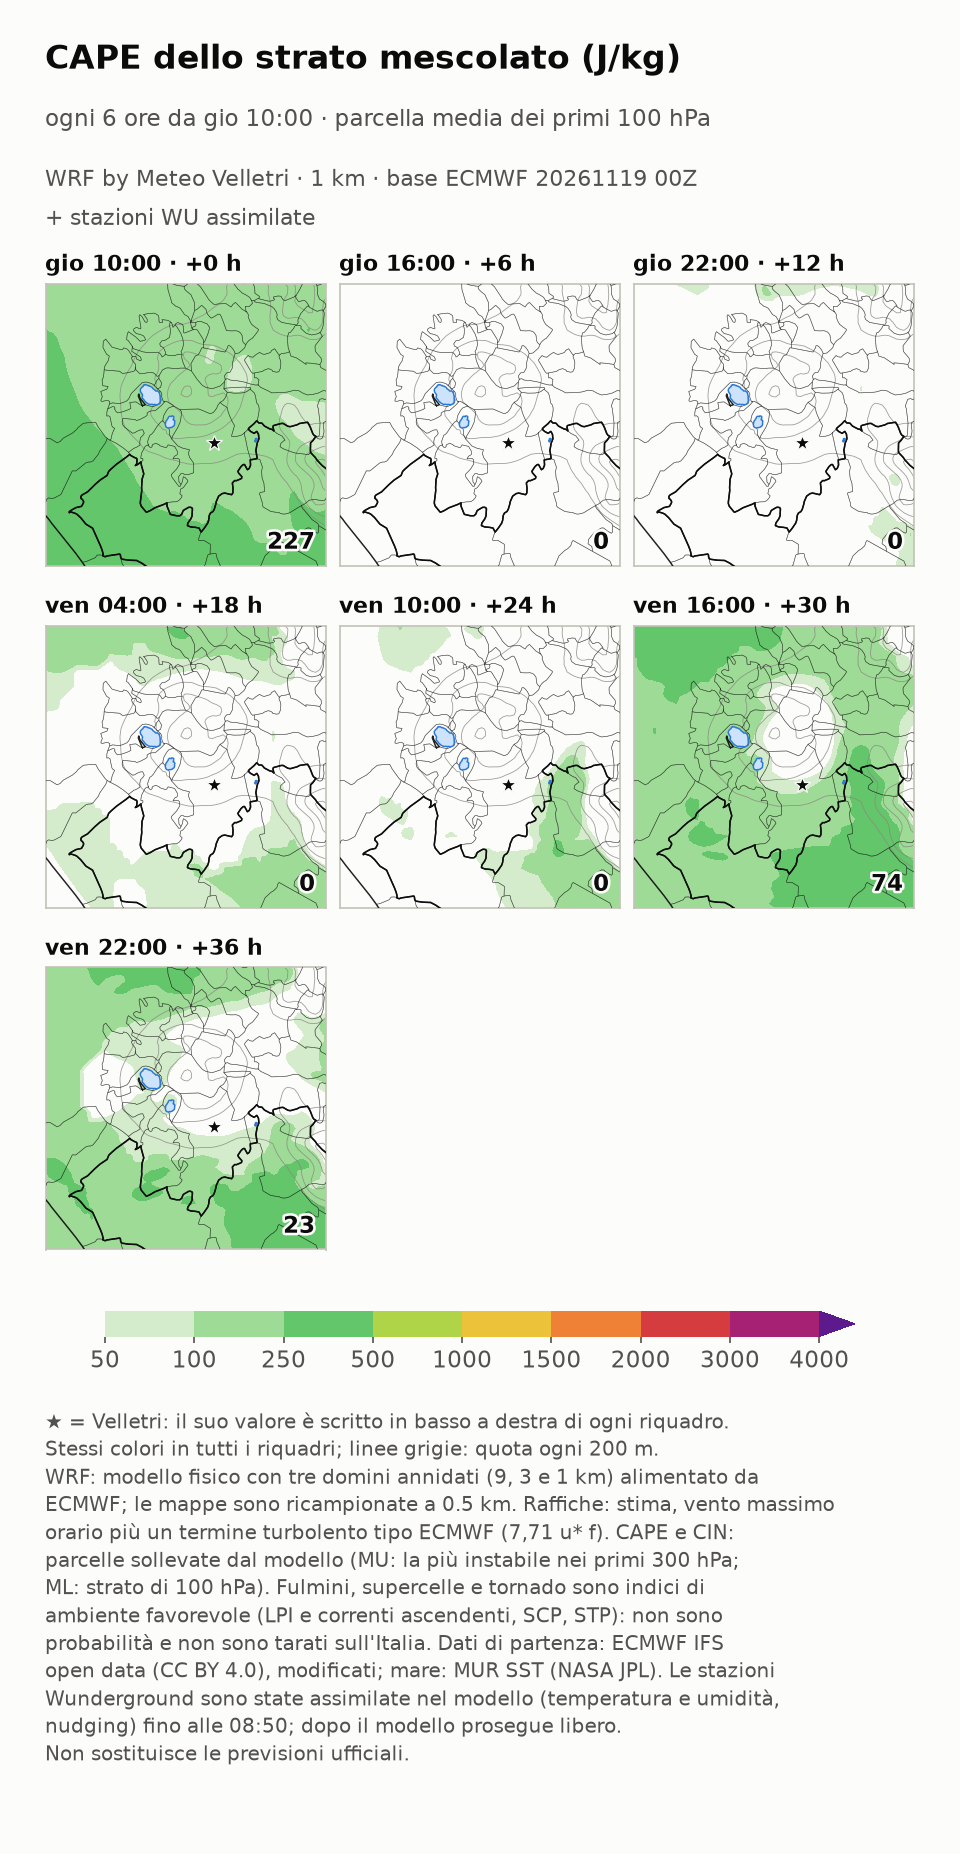 CAPE dello strato mescolato (J/kg)
ogni 6 ore da gio 10:00 · parcella media dei primi 100 hPa
WRF by Meteo Velletri · 1 km · base ECMWF 20261119 00Z
+ stazioni WU assimilate
gio 10:00 · +0 h
gio 16:00 · +6 h
gio 22:00 · +12 h
227
0
0
ven 04:00 · +18 h
ven 10:00 · +24 h
ven 16:00 · +30 h
0
0
74
ven 22:00 · +36 h
23
50 100 250 500 1000 1500 2000 3000 4000
★ = Velletri: il suo valore è scritto in basso a destra di ogni riquadro.
Stessi colori in tutti i riquadri; linee grigie: quota ogni 200 m.
WRF: modello fisico con tre domini annidati (9, 3 e 1 km) alimentato da
ECMWF; le mappe sono ricampionate a 0.5 km. Raffiche: stima, vento massimo
orario più un termine turbolento tipo ECMWF (7,71 u* f). CAPE e CIN:
parcelle sollevate dal modello (MU: la più instabile nei primi 300 hPa;
ML: strato di 100 hPa). Fulmini, supercelle e tornado sono indici di
ambiente favorevole (LPI e correnti ascendenti, SCP, STP): non sono
probabilità e non sono tarati sull'Italia. Dati di partenza: ECMWF IFS
open data (CC BY 4.0), modificati; mare: MUR SST (NASA JPL). Le stazioni
Wunderground sono state assimilate nel modello (temperatura e umidità,
nudging) fino alle 08:50; dopo il modello prosegue libero.
Non sostituisce le previsioni ufficiali.